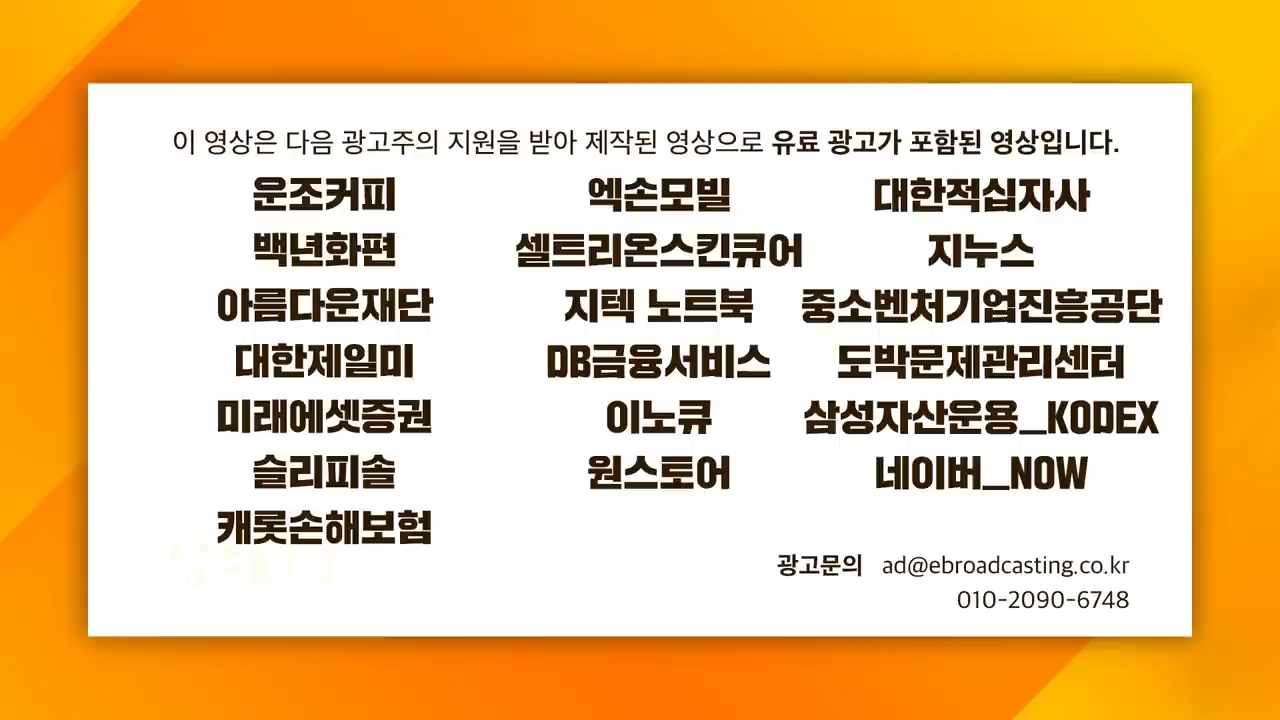 이 영상은 다음 광고주의 지원을 받아 제작된 영상으로 유료 광고가 포함된 영상입니다.
운조커피 엑손모빌 대한적십자사
백년화편 셀트리온스킨큐어 지누스
아름다운재단 지텍 노트북 중소벤처기업진흥공단
대한제일미 DB금융서비스 도박문제관리센터
미래에셋증권 이노큐 삼성자산운용_KODEX
슬리피솔 원스토어 네이버_NOW
캐롯손해보험
광고문의 ad@ebroadcasting.co.kr
010-2090-6748